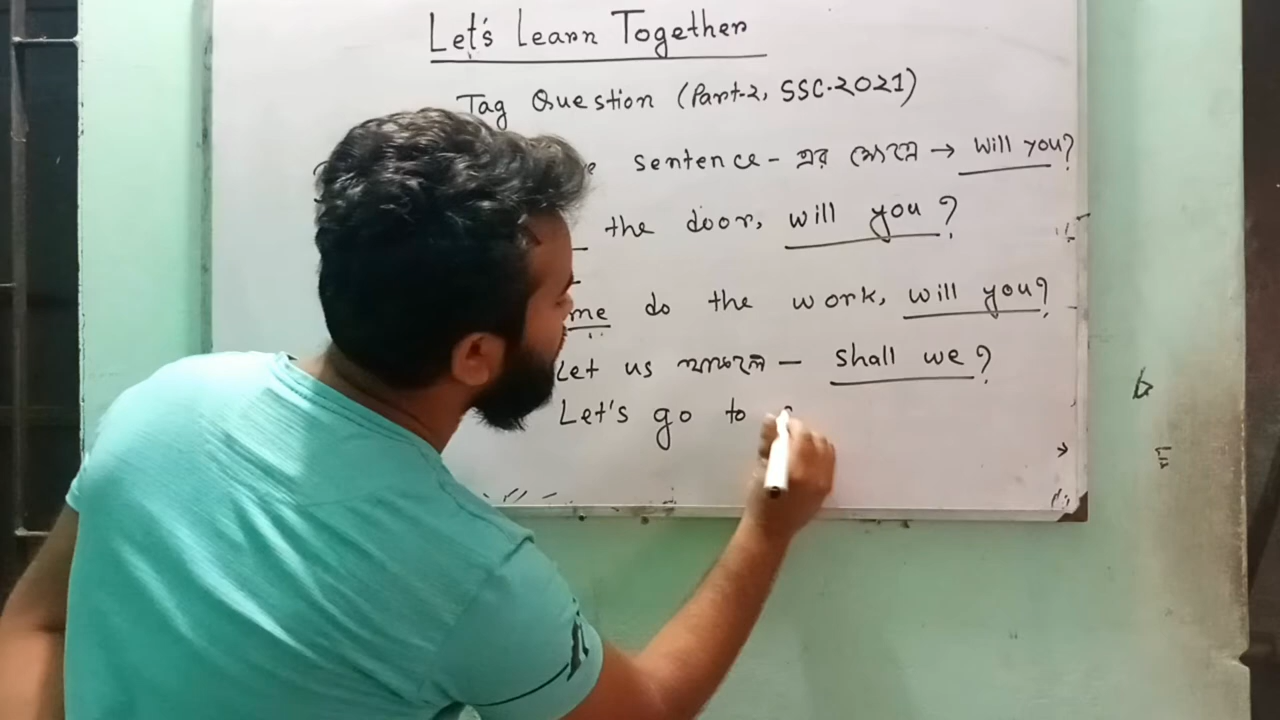 Let's Learn Together
Tag Question (Part-2, SSC-2021)
e sentence - এর শেষে → Will you?
the door, will you?
me do the work, will you?
Let us থাকলে - shall we?
Let's go to